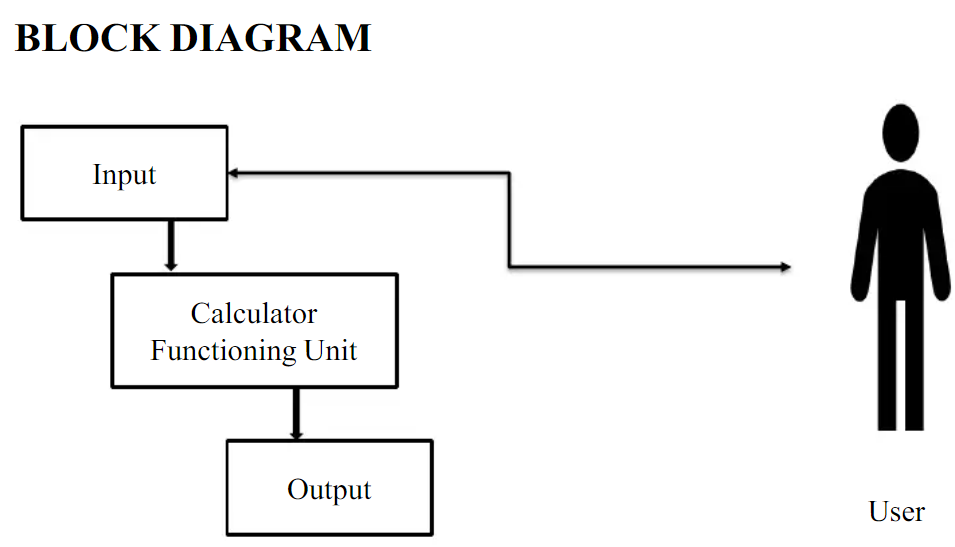 BLOCK DIAGRAM
Input
Calculator
Functioning Unit
Output
User